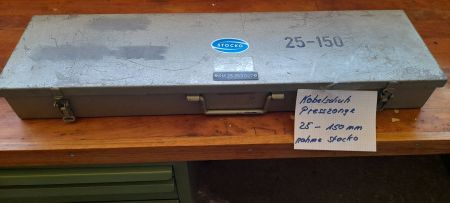 STOCKO
25-150
Kabelschuh
Presszange
25 - 150 mm
nahme Stocko